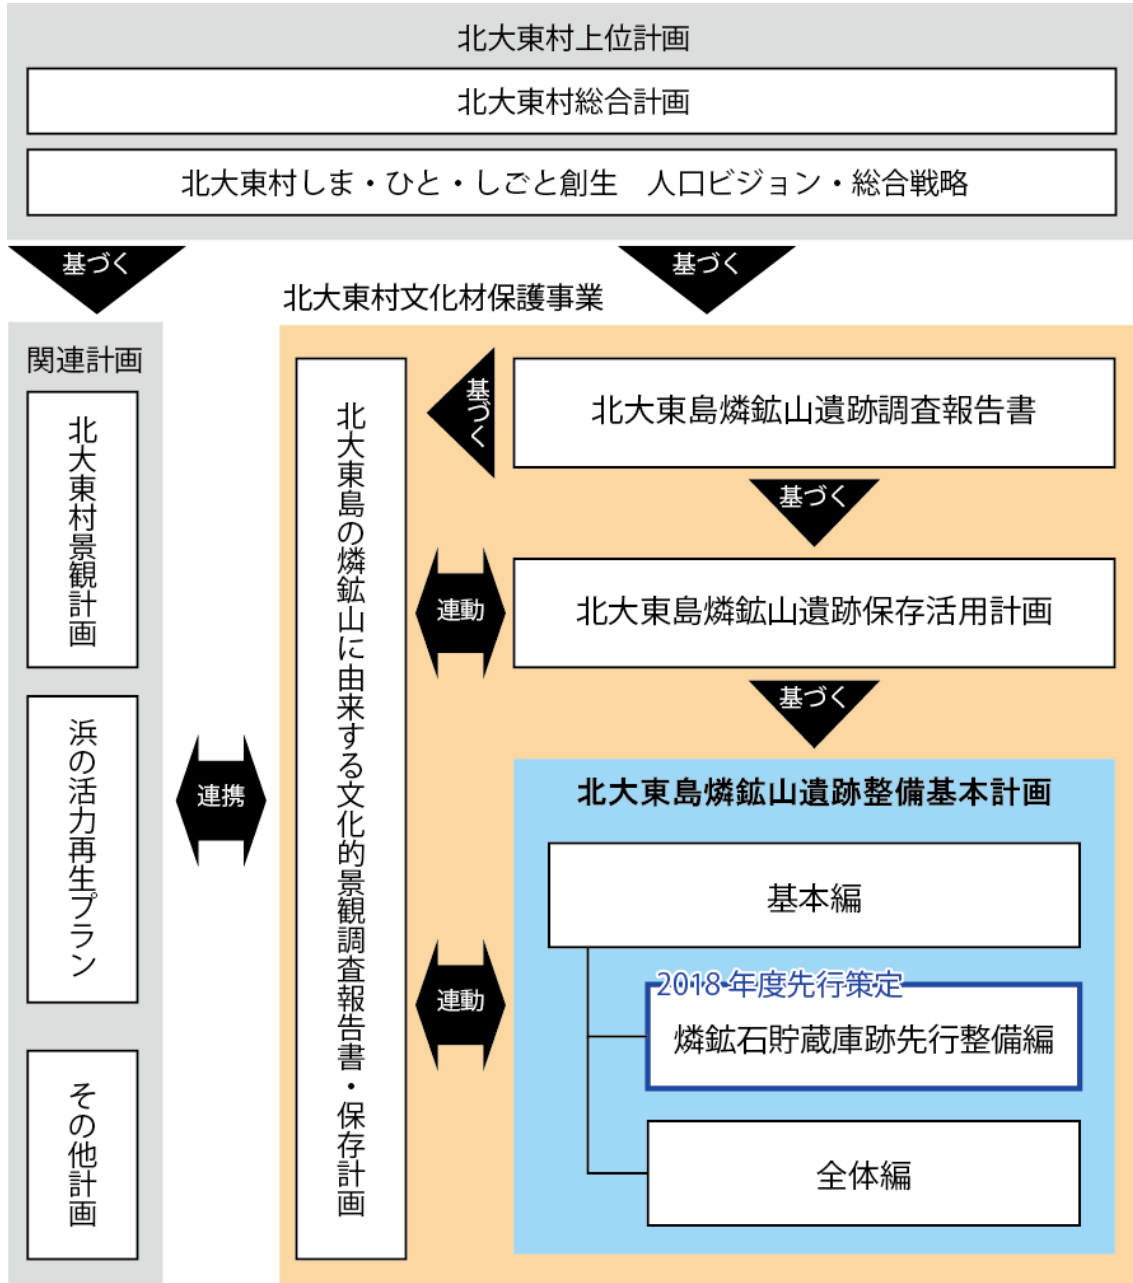 北大東村上位計画
北大東村総合計画
北大東村しま・ひと・しごと創生　人口ビジョン・総合戦略
基づく
基づく
関連計画
北大東村景観計画
浜の活力再生プラン
その他計画
連携
北大東村文化材保護事業
北大東島の燐鉱山に由来する文化的景観調査報告書・保存計画
基づく
北大東島燐鉱山遺跡調査報告書
基づく
連動
北大東島燐鉱山遺跡保存活用計画
基づく
連動
北大東島燐鉱山遺跡整備基本計画
基本編
2018年度先行策定
燐鉱石貯蔵庫跡先行整備編
全体編